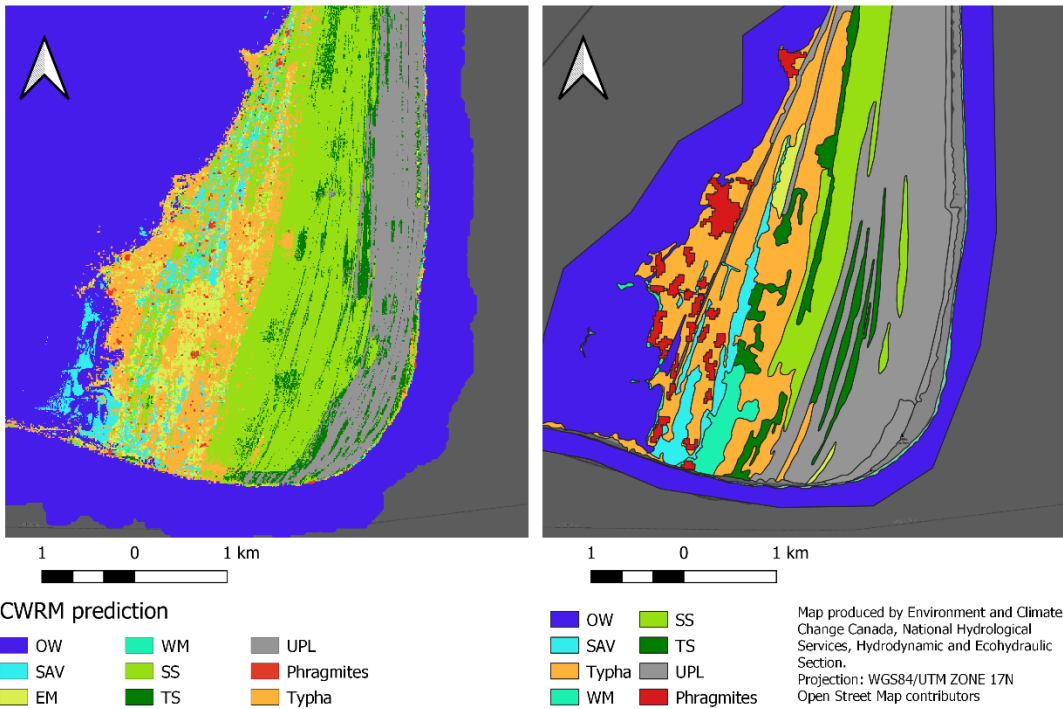 1 0 1 km
1 0 1 km
CWRM prediction
OW WM UPL
SAV SS Phragmites
EM TS Typha
OW SS
SAV TS
Typha UPL
WM Phragmites
Map produced by Environment and Climate
Change Canada, National Hydrological
Services, Hydrodynamic and Ecohydraulic
Section.
Projection: WGS84/UTM ZONE 17N
Open Street Map contributors